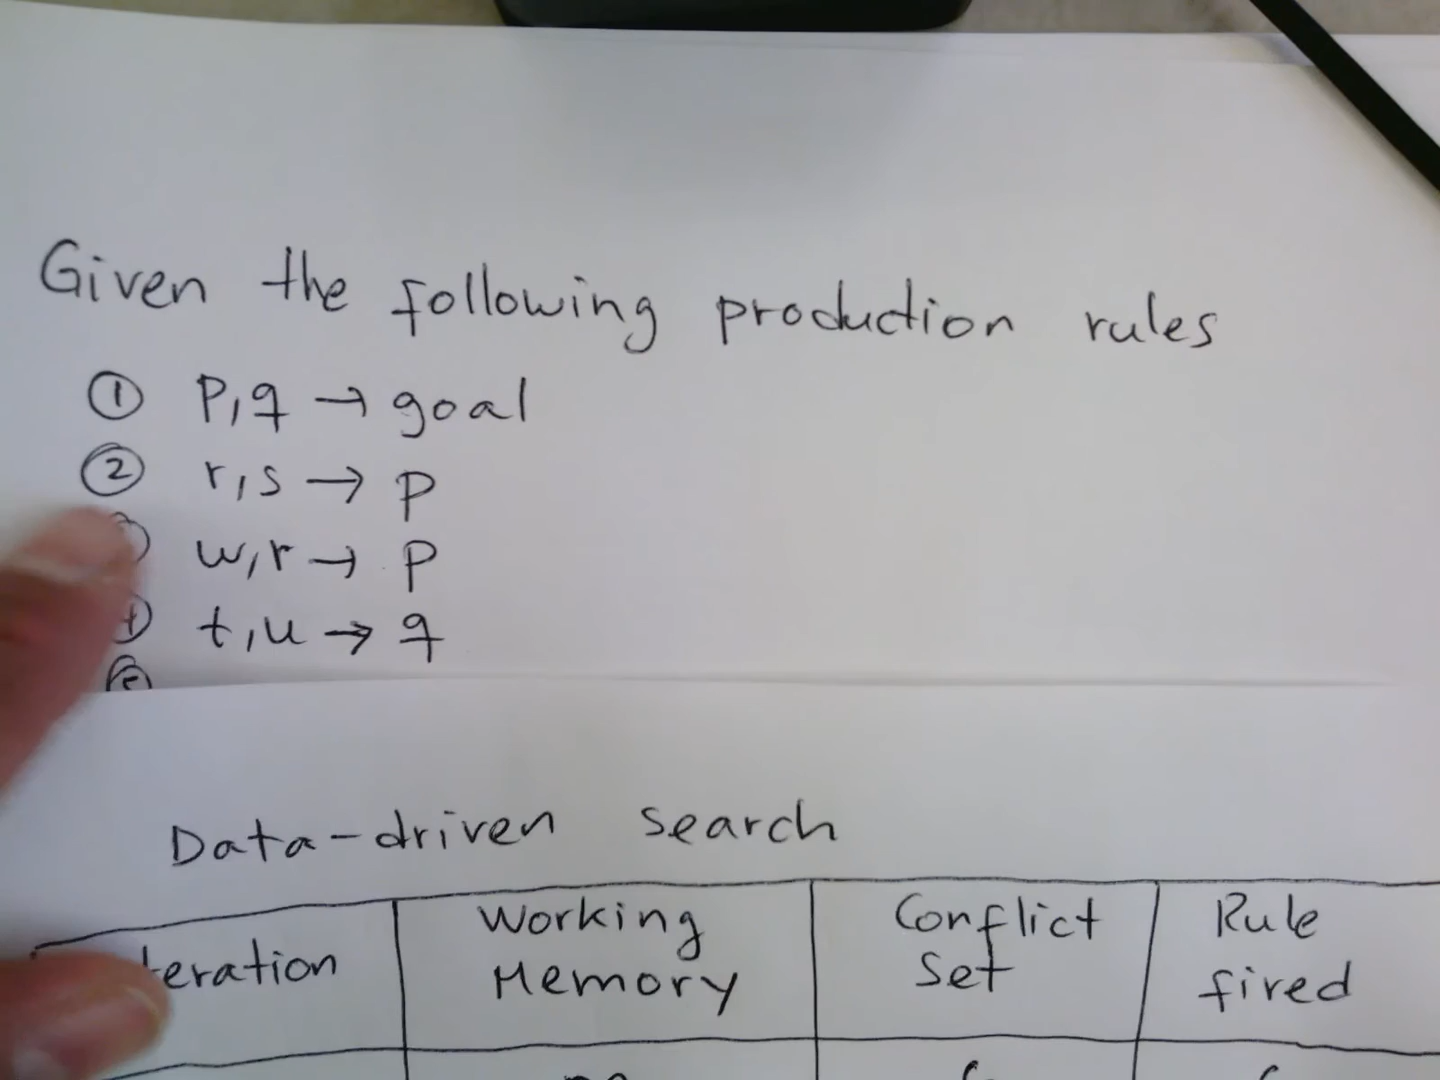 Given the following production rules
① p,q → goal
② r,s → p
w,r → p
t,u → q
Data-driven search
Working Conflict Rule
Memory Set fired